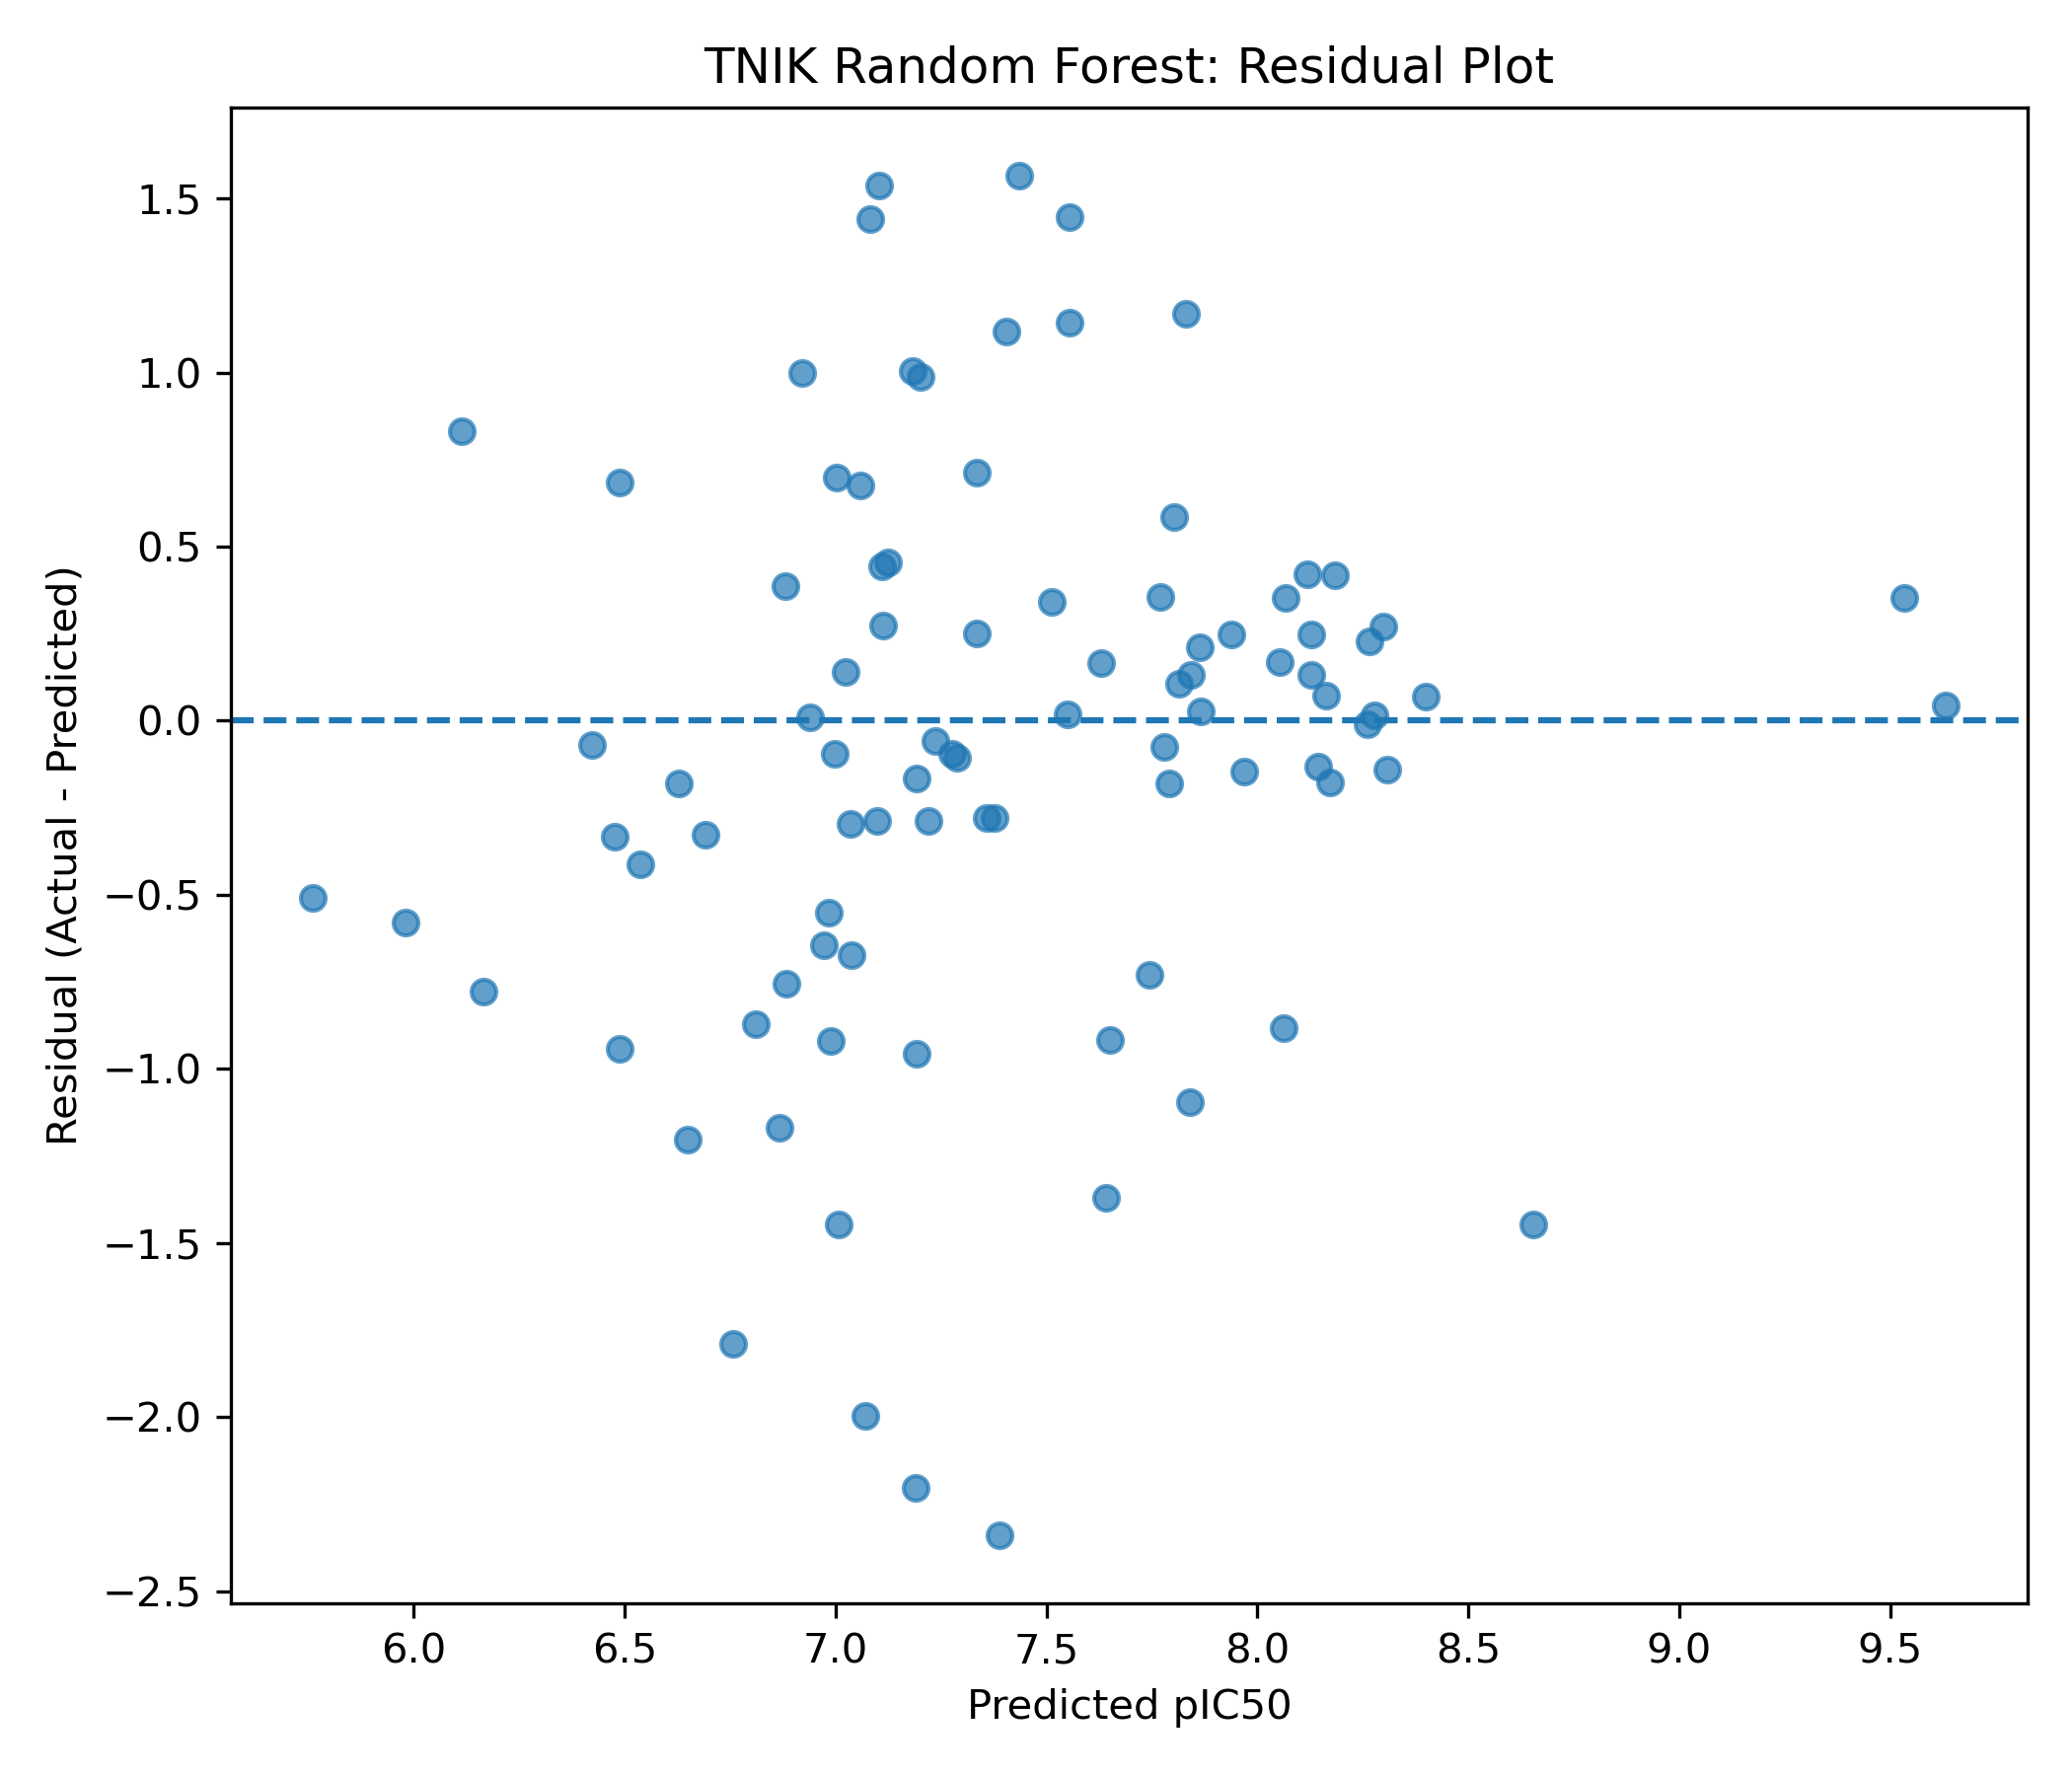 TNIK Random Forest: Residual Plot
1.5
1.0
0.5
0.0
−0.5
−1.0
−1.5
−2.0
−2.5
Residual (Actual - Predicted)
6.0 6.5 7.0 7.5 8.0 8.5 9.0 9.5
Predicted pIC50